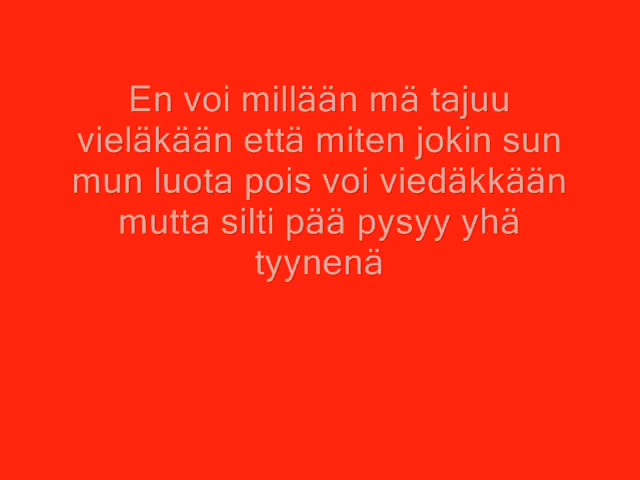 En voi millään mä tajuu
vieläkään että miten jokin sun
mun luota pois voi viedäkkään
mutta silti pää pysyy yhä
tyynenä